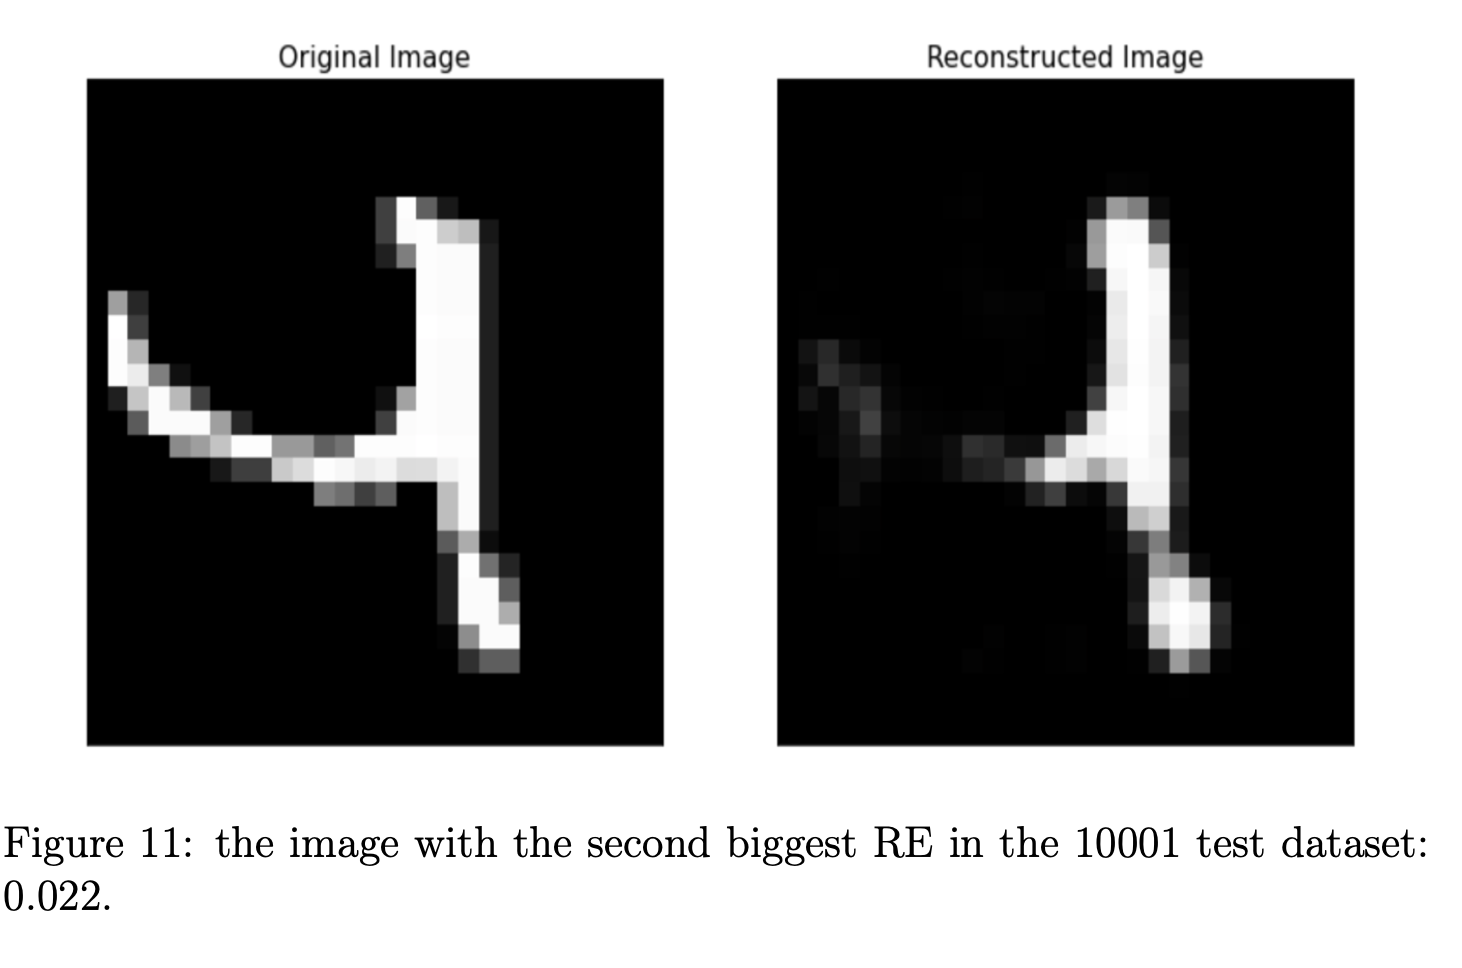 Original Image
Reconstructed Image
Figure 11: the image with the second biggest RE in the 10001 test dataset:
0.022.